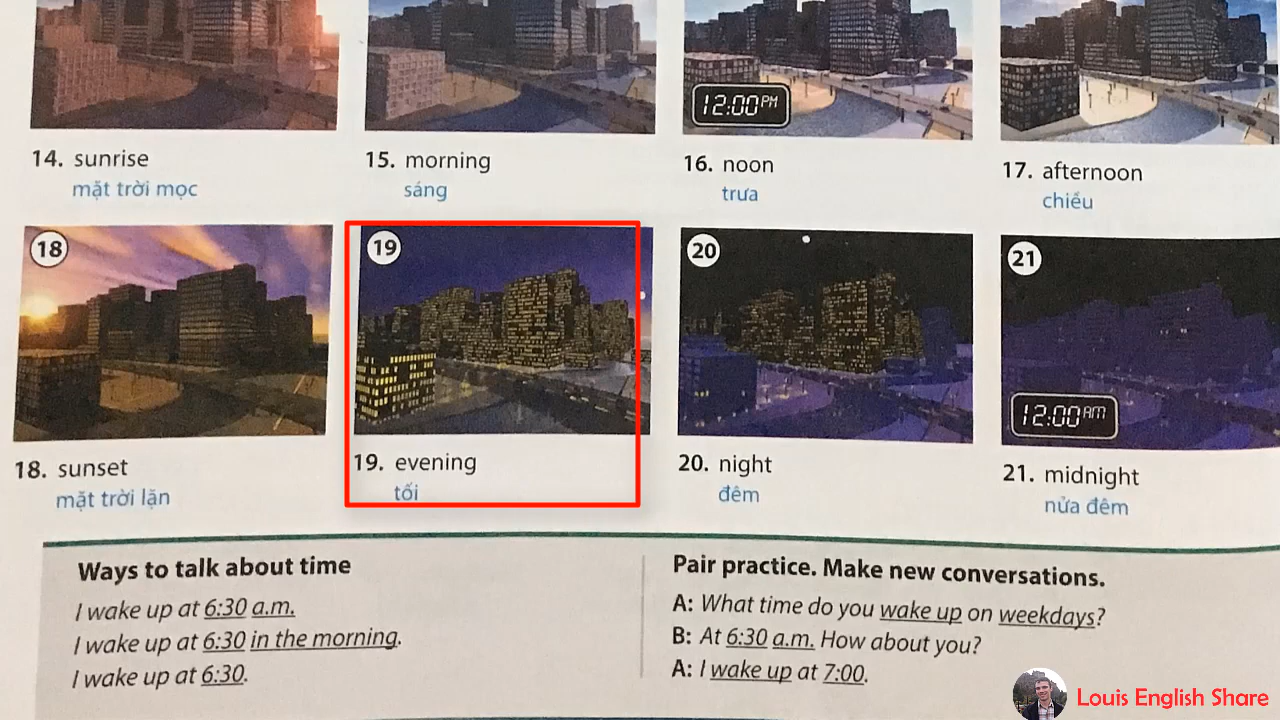 12:00 PM
14. sunrise
mặt trời mọc
15. morning
sáng
16. noon
trưa
17. afternoon
chiều
18
19
20
21
12:00 AM
18. sunset
mặt trời lặn
19. evening
tối
20. night
đêm
21. midnight
nửa đêm
Ways to talk about time
I wake up at 6:30 a.m.
I wake up at 6:30 in the morning.
I wake up at 6:30.
Pair practice. Make new conversations.
A: What time do you wake up on weekdays?
B: At 6:30 a.m. How about you?
A: I wake up at 7:00.
Louis English Share